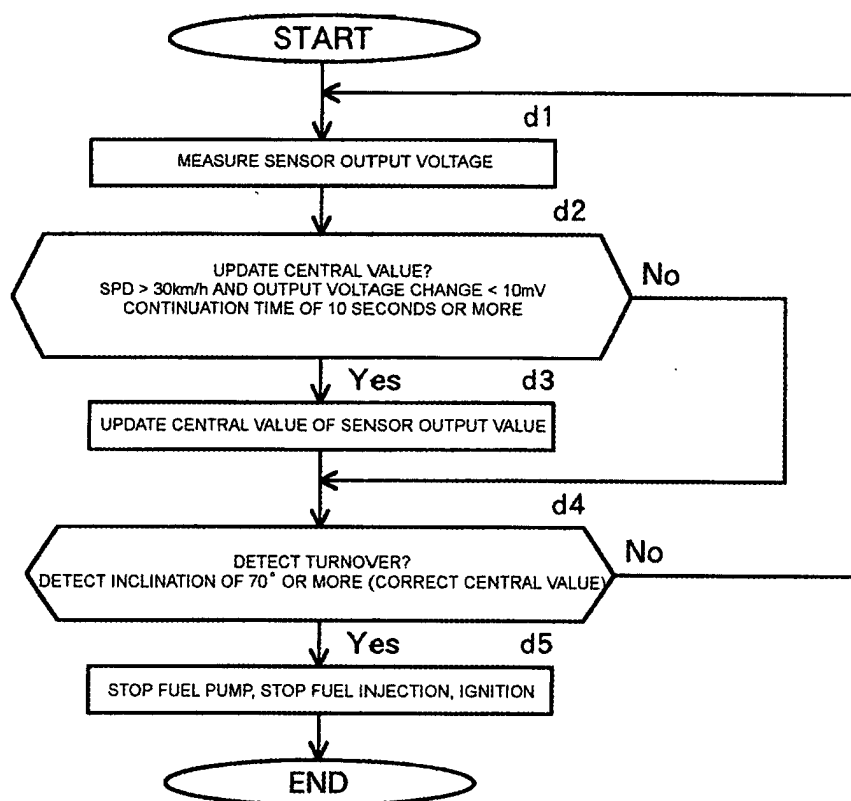 START
d1
MEASURE SENSOR OUTPUT VOLTAGE
d2
UPDATE CENTRAL VALUE?
SPD > 30km/h AND OUTPUT VOLTAGE CHANGE < 10mV
CONTINUATION TIME OF 10 SECONDS OR MORE
No
Yes
d3
UPDATE CENTRAL VALUE OF SENSOR OUTPUT VALUE
d4
DETECT TURNOVER?
DETECT INCLINATION OF 70° OR MORE (CORRECT CENTRAL VALUE)
No
Yes
d5
STOP FUEL PUMP, STOP FUEL INJECTION, IGNITION
END